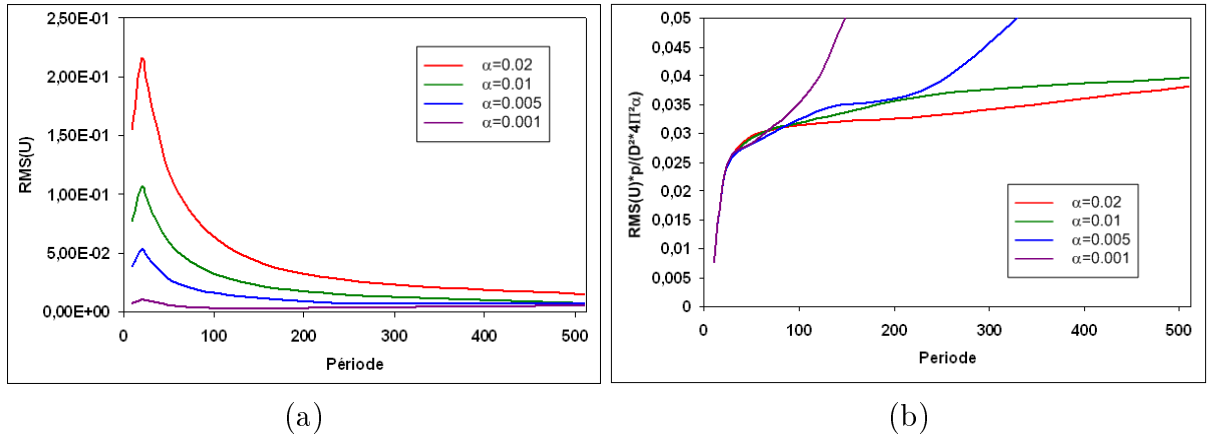 2,50E-01
2,00E-01
1,50E-01
1,00E-01
5,00E-02
0,00E+00
RMS(U)
0 100 200 300 400 500
Période
α=0.02
α=0.01
α=0.005
α=0.001
(a)
0,05
0,045
0,04
0,035
0,03
0,025
0,02
0,015
0,01
0,005
0
RMS(U)*p/(D²*4Π²α)
0 100 200 300 400 500
Periode
α=0.02
α=0.01
α=0.005
α=0.001
(b)